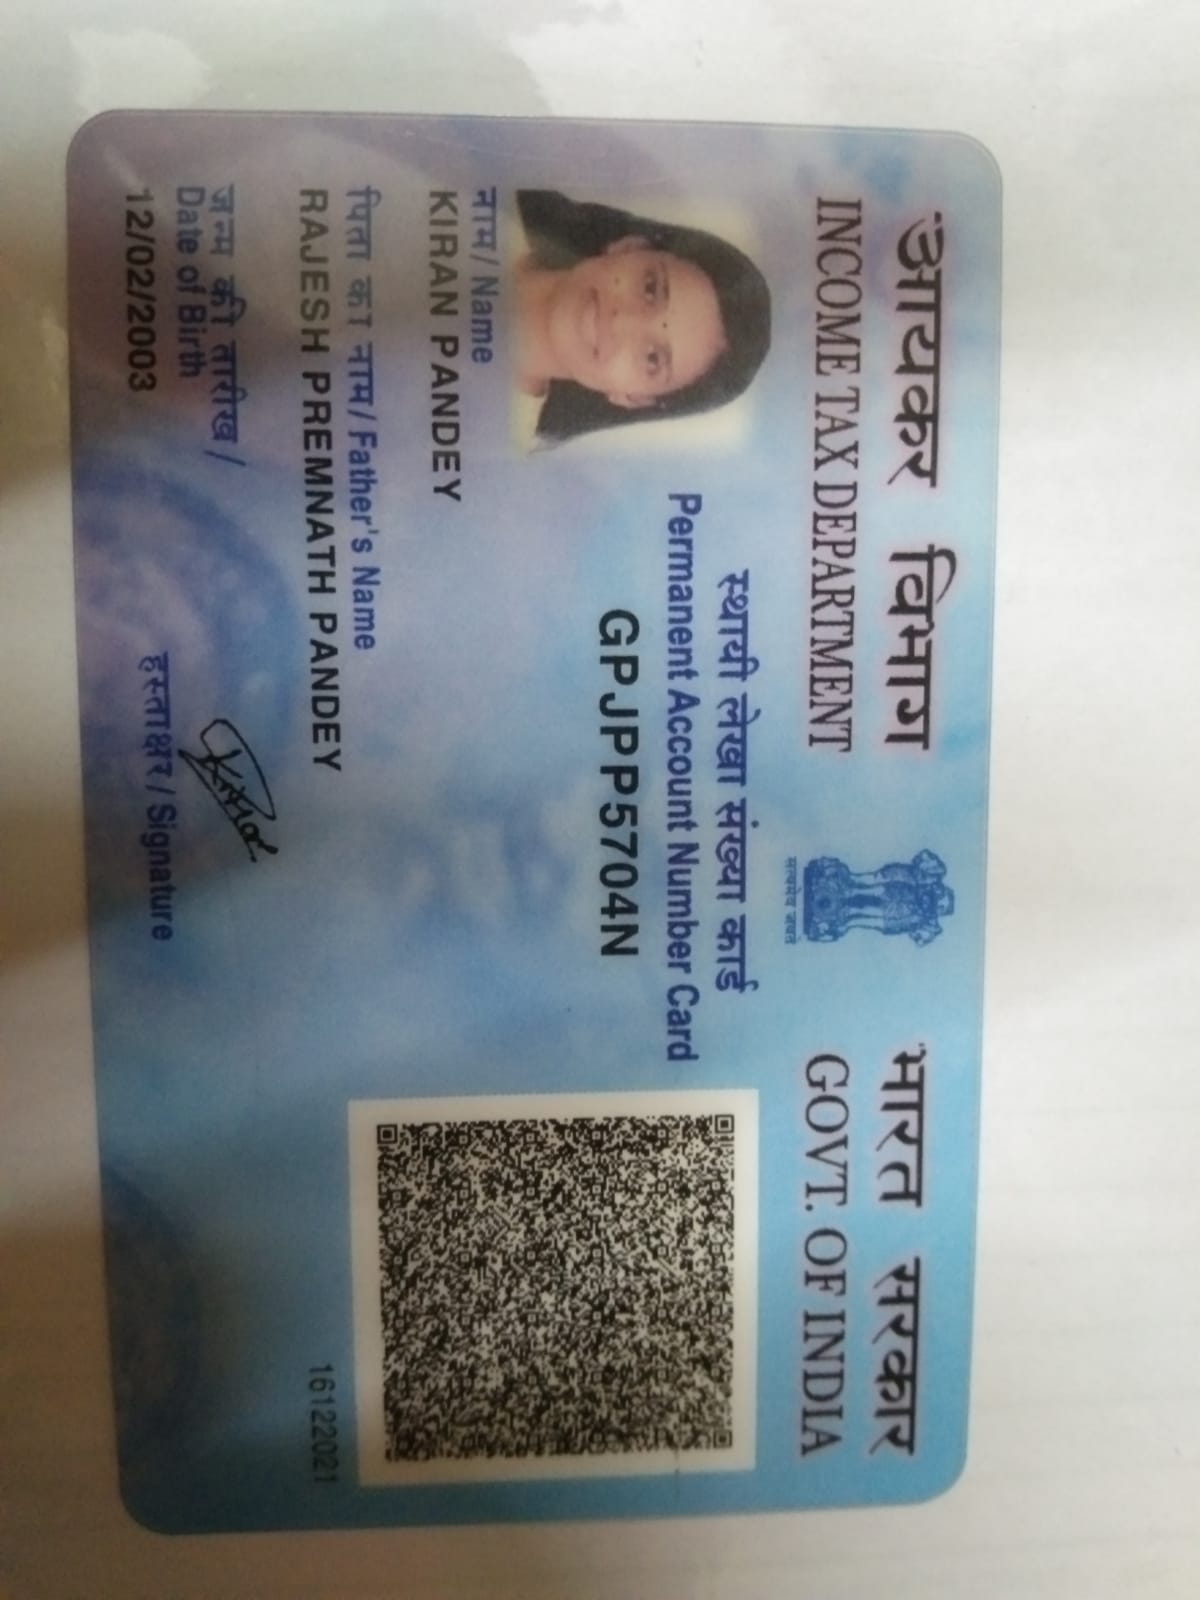 आयकर विभाग
INCOME TAX DEPARTMENT
सत्यमेव जयते
भारत सरकार
GOVT. OF INDIA
स्थायी लेखा संख्या कार्ड
Permanent Account Number Card
GPJPP5704N
नाम / Name
KIRAN PANDEY
पिता का नाम / Father's Name
RAJESH PREMNATH PANDEY
16122021
जन्म की तारीख /
Date of Birth
12/02/2003
Kiran
हस्ताक्षर / Signature